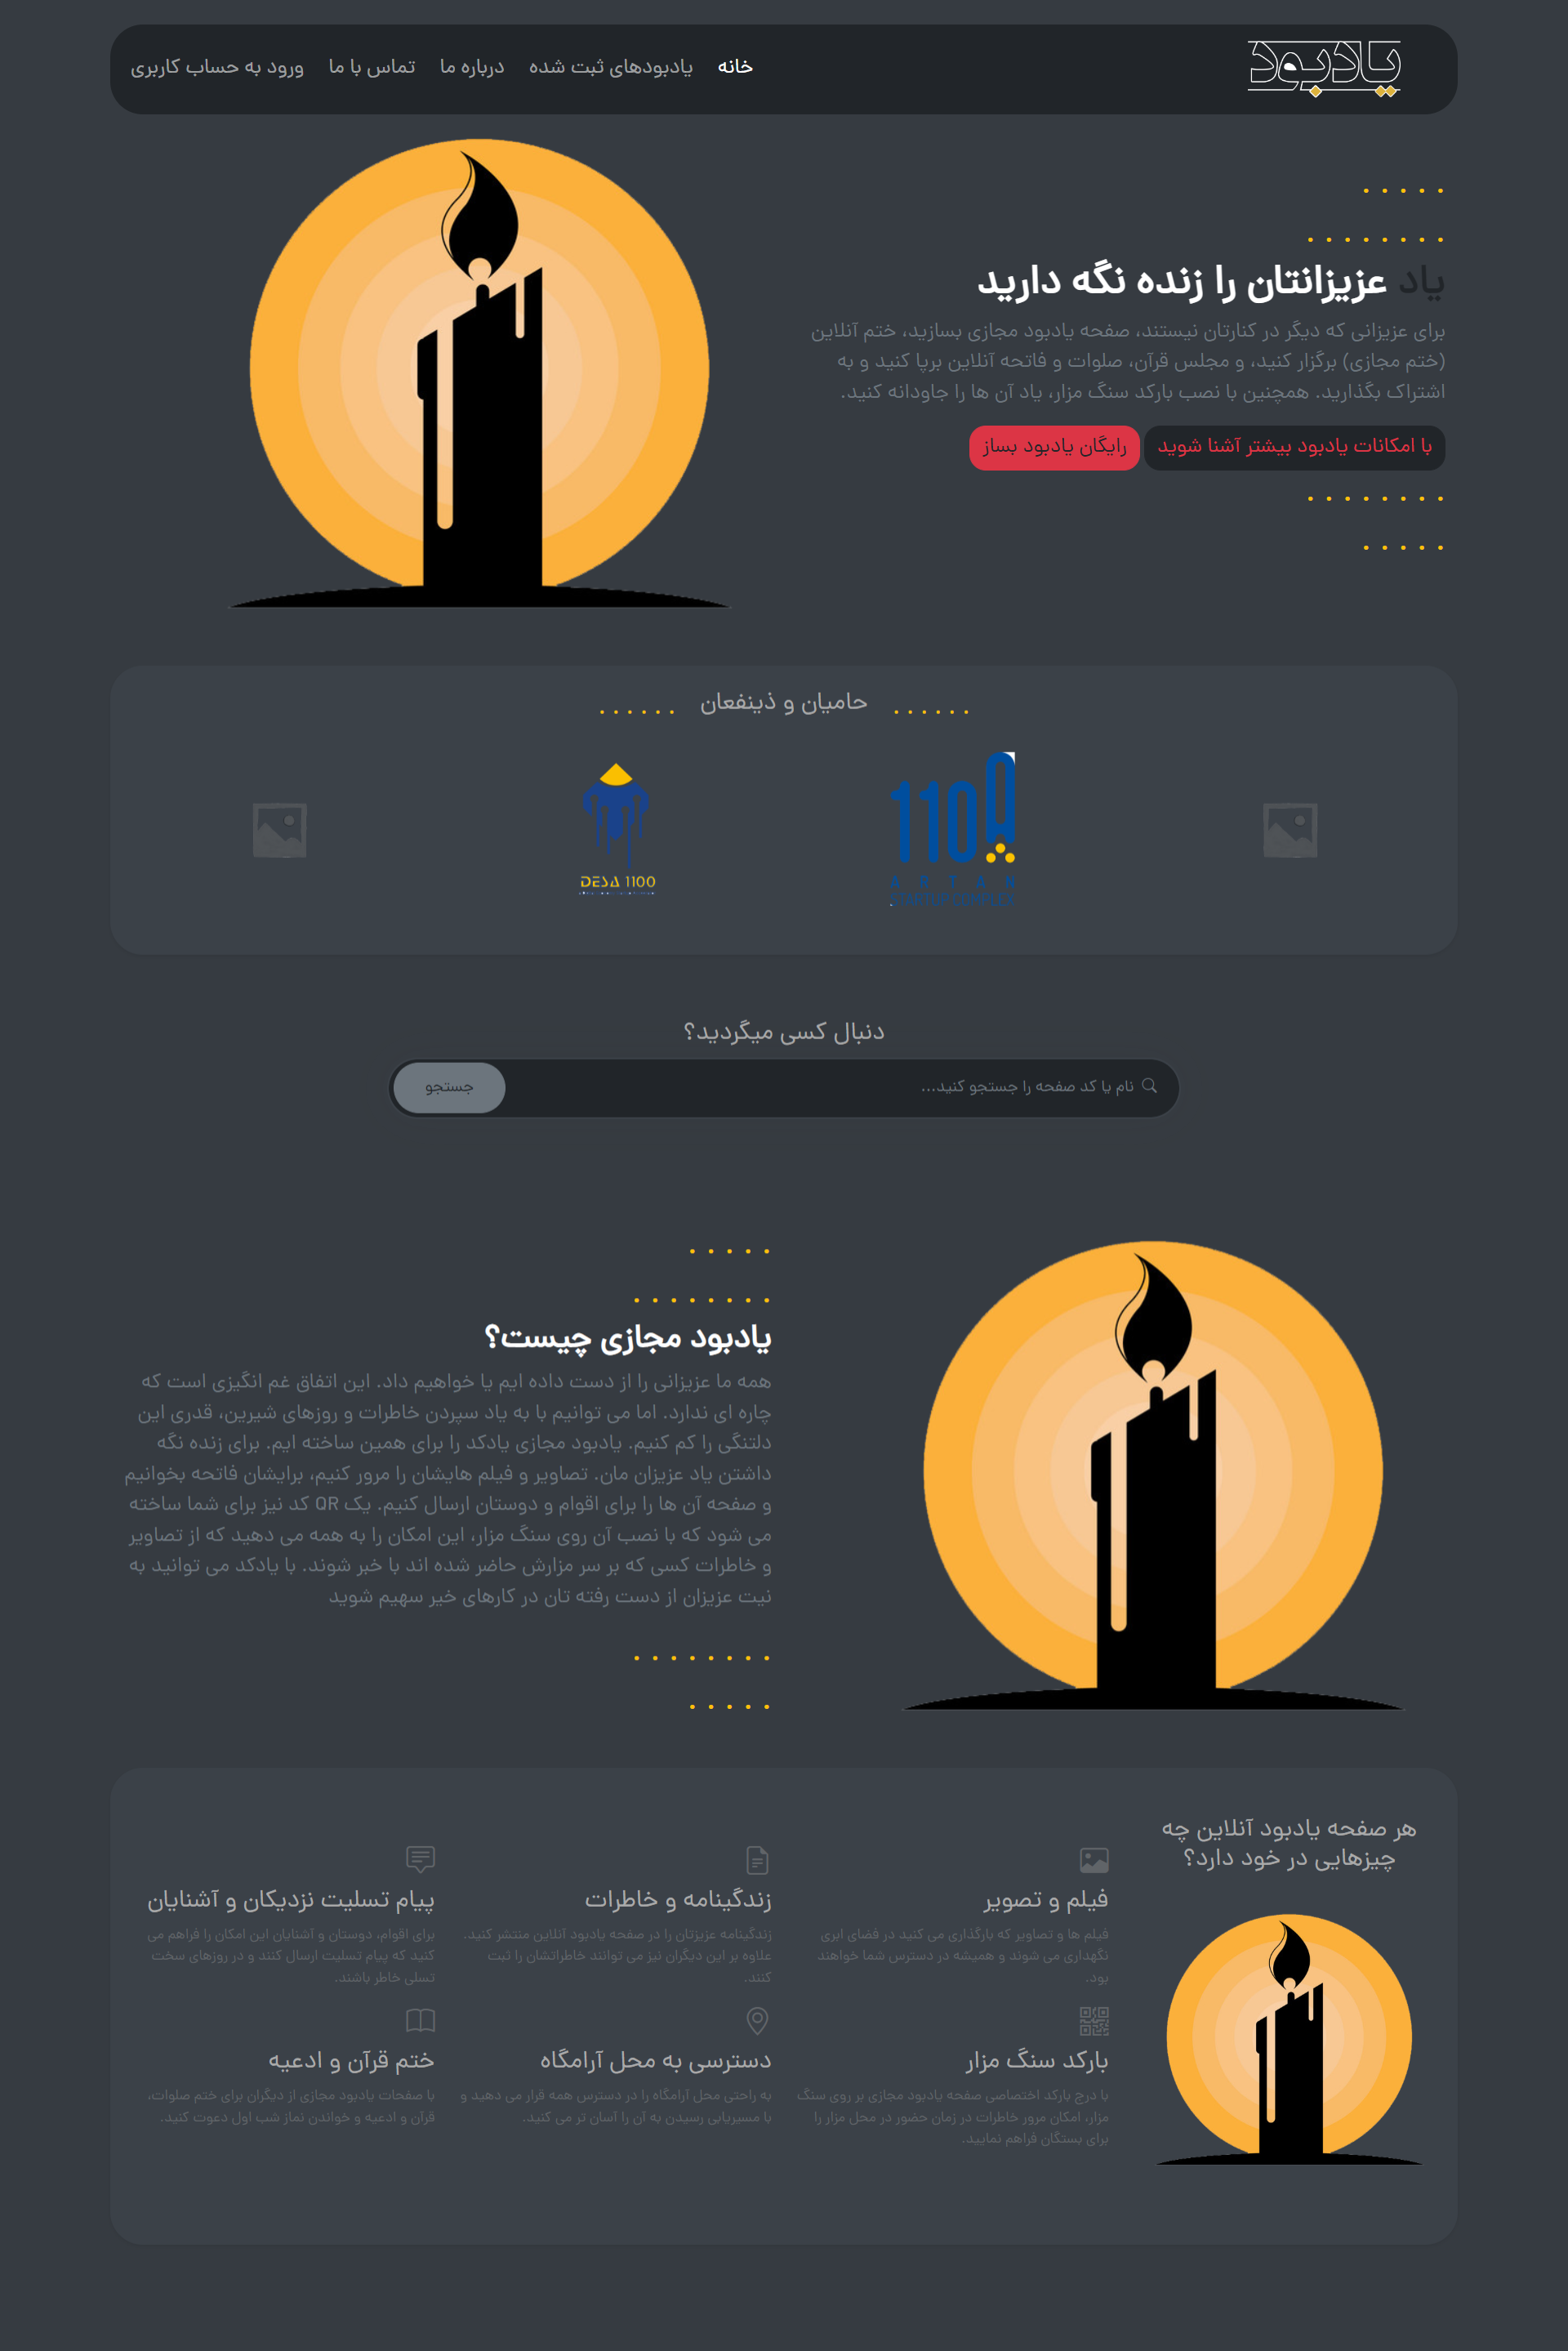 یادبود
خانه
یادبودهای ثبت شده
درباره ما
تماس با ما
ورود به حساب کاربری
یاد عزیزانتان را زنده نگه دارید
برای عزیزانی که دیگر در کنارتان نیستند، صفحه یادبود مجازی بسازید، ختم آنلاین
(ختم مجازی) برگزار کنید، و مجلس قرآن، صلوات و فاتحه آنلاین برپا کنید و به
اشتراک بگذارید. همچنین با نصب بارکد سنگ مزار، یاد آن ها را جاودانه کنید.
با امکانات یادبود بیشتر آشنا شوید
رایگان یادبود بساز
حامیان و ذینفعان
1100
DESA 1100
دنبال کسی میگردید؟
نام یا کد صفحه را جستجو کنید...
جستجو
یادبود مجازی چیست؟
همه ما عزیزانی را از دست داده ایم یا خواهیم داد. این اتفاق غم انگیزی است که
چاره ای ندارد. اما می توانیم با به یاد سپردن خاطرات و روزهای شیرین، قدری این
دلتنگی را کم کنیم. یادبود مجازی یادکد را برای همین ساخته ایم. برای زنده نگه
داشتن یاد عزیزان مان. تصاویر و فیلم هایشان را مرور کنیم، برایشان فاتحه بخوانیم
و صفحه آن ها را برای اقوام و دوستان ارسال کنیم. یک QR کد نیز برای شما ساخته
می شود که با نصب آن روی سنگ مزار، این امکان را به همه می دهید که از تصاویر
و خاطرات کسی که بر سر مزارش حاضر شده اند با خبر شوند. با یادکد می توانید به
نیت عزیزان از دست رفته تان در کارهای خیر سهیم شوید
هر صفحه یادبود آنلاین چه
چیزهایی در خود دارد؟
فیلم و تصویر
فیلم ها و تصاویر که بارگذاری می کنید در فضای ابری
نگهداری می شوند و همیشه در دسترس شما خواهند
بود.
زندگینامه و خاطرات
زندگینامه عزیزتان را در صفحه یادبود آنلاین منتشر کنید.
علاوه بر این دیگران نیز می توانند خاطراتشان را ثبت
کنند.
پیام تسلیت نزدیکان و آشنایان
برای اقوام، دوستان و آشنایان این امکان را فراهم می
کنید که پیام تسلیت ارسال کنند و در روزهای سخت
تسلی خاطر باشند.
بارکد سنگ مزار
با درج بارکد اختصاصی صفحه یادبود مجازی بر روی سنگ
مزار، امکان مرور خاطرات در زمان حضور در محل مزار را
برای بستگان فراهم نمایید.
دسترسی به محل آرامگاه
به راحتی محل آرامگاه را در دسترس همه قرار می دهید و
با مسیریابی رسیدن به آن را آسان تر می کنید.
ختم قرآن و ادعیه
با صفحات یادبود مجازی از دیگران برای ختم صلوات،
قرآن و ادعیه و خواندن نماز شب اول دعوت کنید.